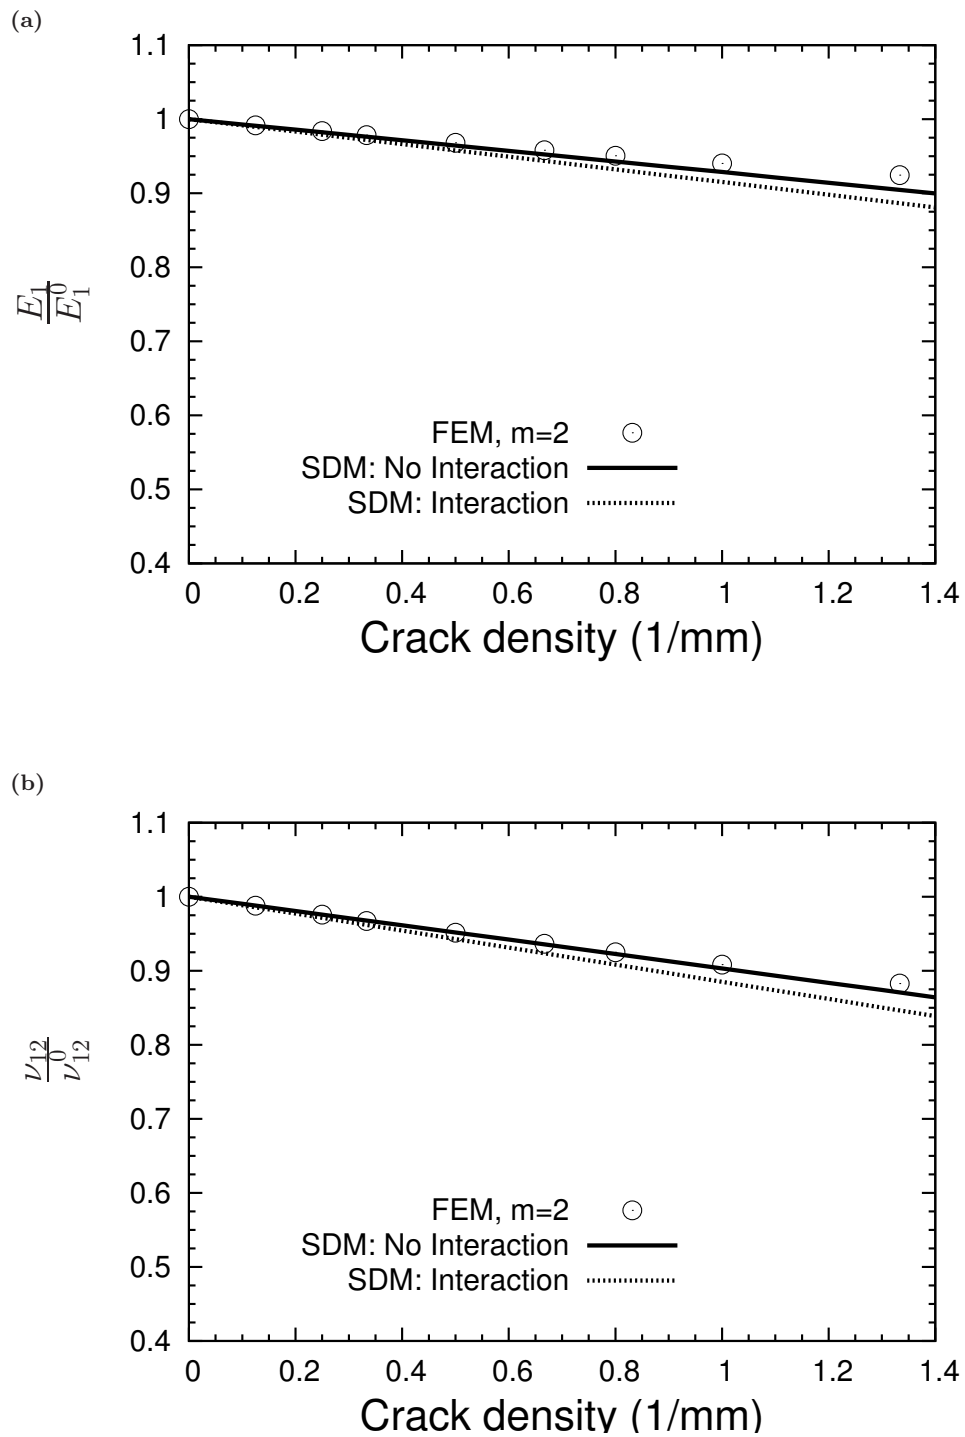 (a)
1.1
1
0.9
0.8
0.7
0.6
0.5
0.4
E₁/E₁⁰
FEM, m=2
SDM: No Interaction
SDM: Interaction
0 0.2 0.4 0.6 0.8 1 1.2 1.4
Crack density (1/mm)
(b)
1.1
1
0.9
0.8
0.7
0.6
0.5
0.4
ν₁₂/ν₁₂⁰
FEM, m=2
SDM: No Interaction
SDM: Interaction
0 0.2 0.4 0.6 0.8 1 1.2 1.4
Crack density (1/mm)